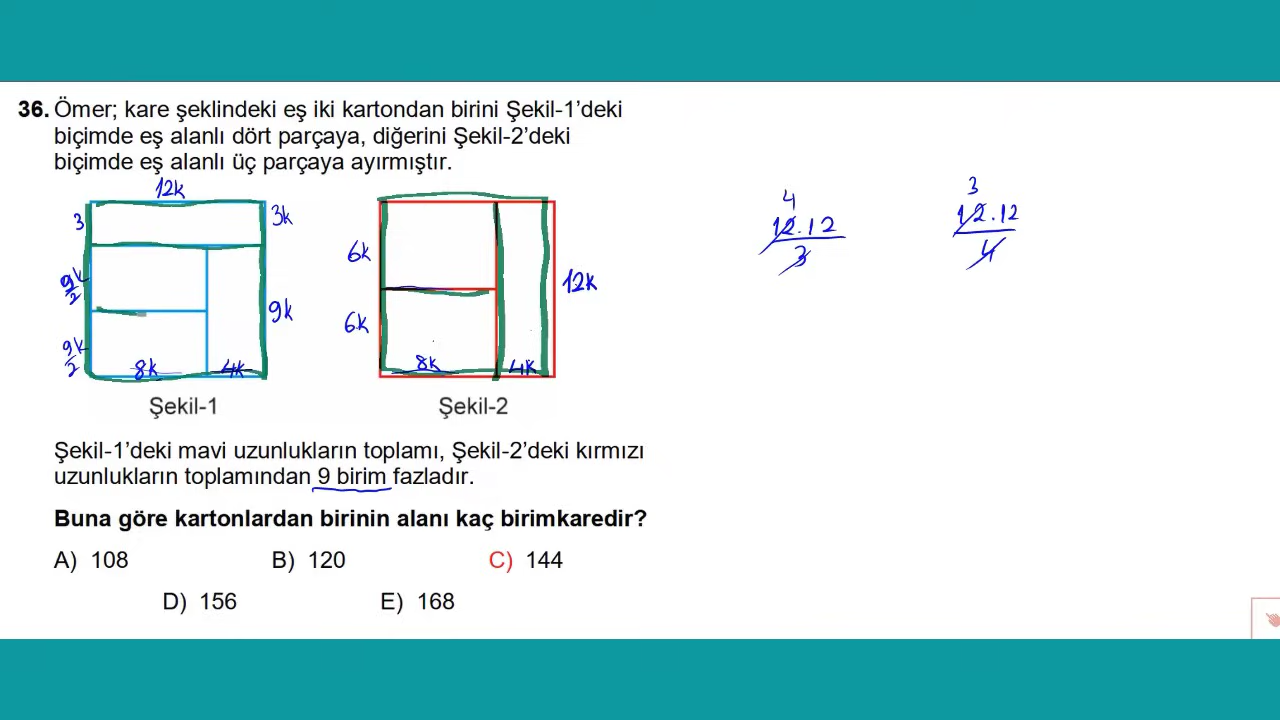 36. Ömer; kare şeklindeki eş iki kartondan birini Şekil-1'deki
biçimde eş alanlı dört parçaya, diğerini Şekil-2'deki
biçimde eş alanlı üç parçaya ayırmıştır.
12k
3
3k
9k/2
9k
9k/2
8k
4k
Şekil-1
6k
12k
6k
8k
4k
Şekil-2
4
12.12
3
3
12.12
4
Şekil-1'deki mavi uzunlukların toplamı, Şekil-2'deki kırmızı
uzunlukların toplamından 9 birim fazladır.
Buna göre kartonlardan birinin alanı kaç birimkaredir?
A) 108 B) 120 C) 144
D) 156 E) 168